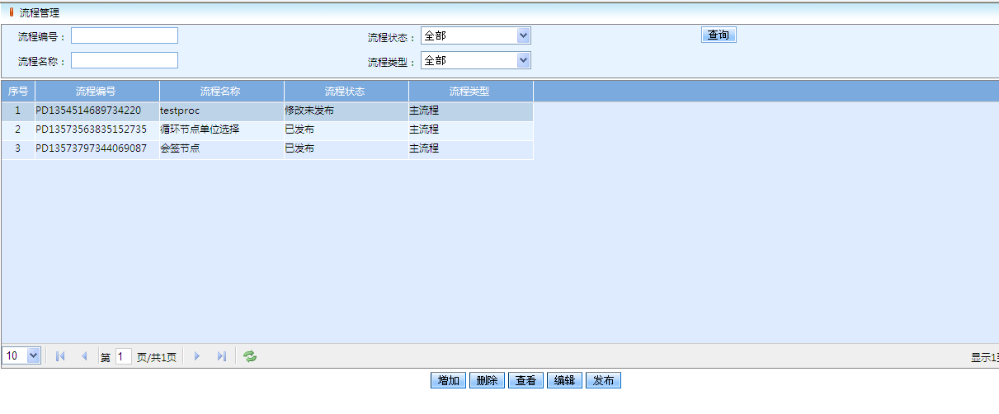 流程管理
流程编号： 流程状态： 全部 查询
流程名称： 流程类型： 全部
序号 流程编号 流程名称 流程状态 流程类型
1 PD1354514689734220 testproc 修改未发布 主流程
2 PD13573563835152735 循环节点单位选择 已发布 主流程
3 PD13573797344069087 会签节点 已发布 主流程
10 第 1 页/共1页 显示1
增加 删除 查看 编辑 发布